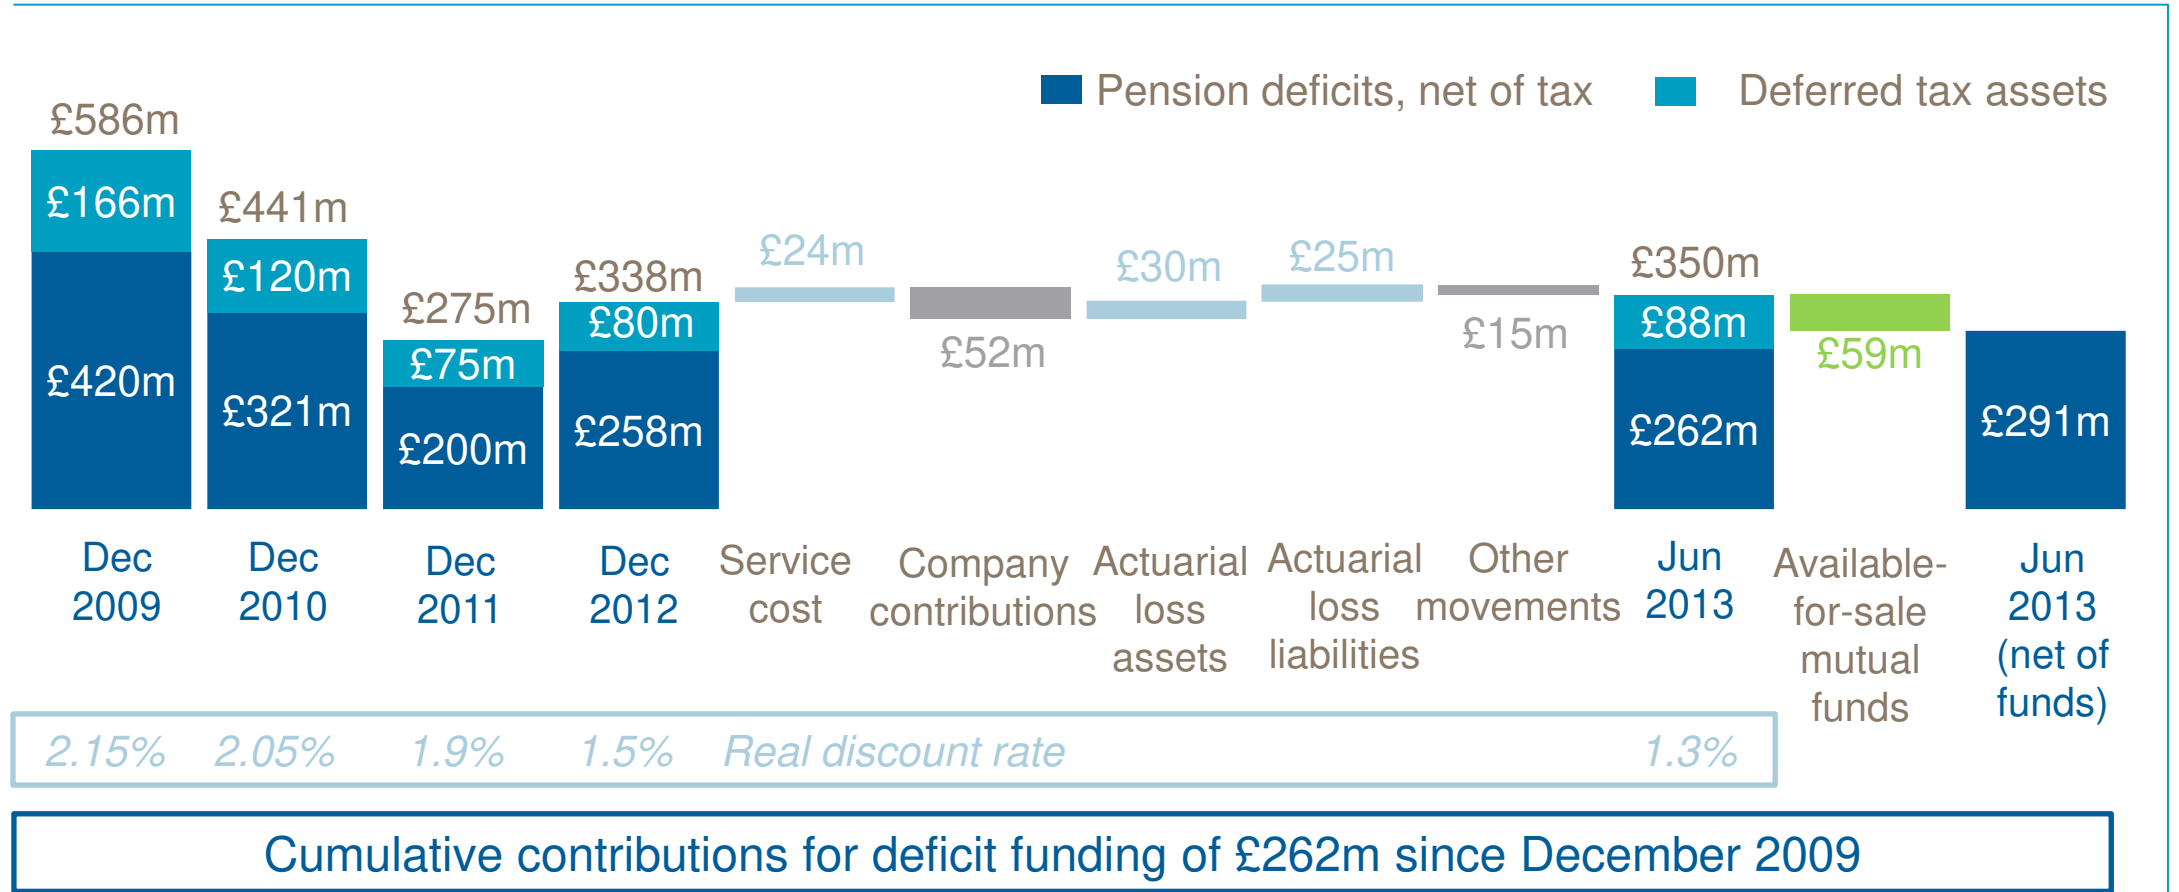 Pension deficits, net of tax
Deferred tax assets
£586m
£166m
£420m
£441m
£120m
£321m
£275m
£75m
£200m
£338m
£80m
£258m
£24m
£52m
£30m
£25m
£15m
£350m
£88m
£262m
£59m
£291m
Dec
2009
Dec
2010
Dec
2011
Dec
2012
Service
cost
Company
contributions
Actuarial
loss
assets
Actuarial
loss
liabilities
Other
movements
Jun
2013
Available-
for-sale
mutual
funds
Jun
2013
(net of
funds)
2.15% 2.05% 1.9% 1.5% Real discount rate 1.3%
Cumulative contributions for deficit funding of £262m since December 2009